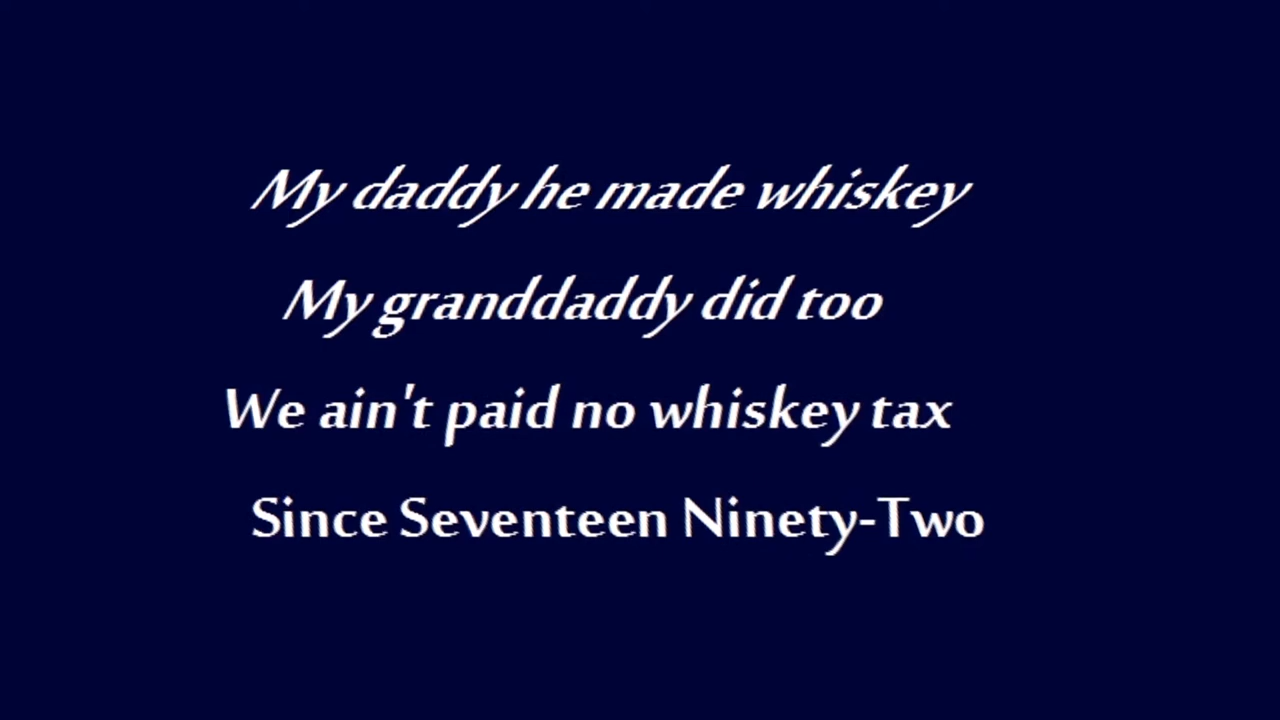 My daddy he made whiskey
My granddaddy did too
We ain't paid no whiskey tax
Since Seventeen Ninety-Two